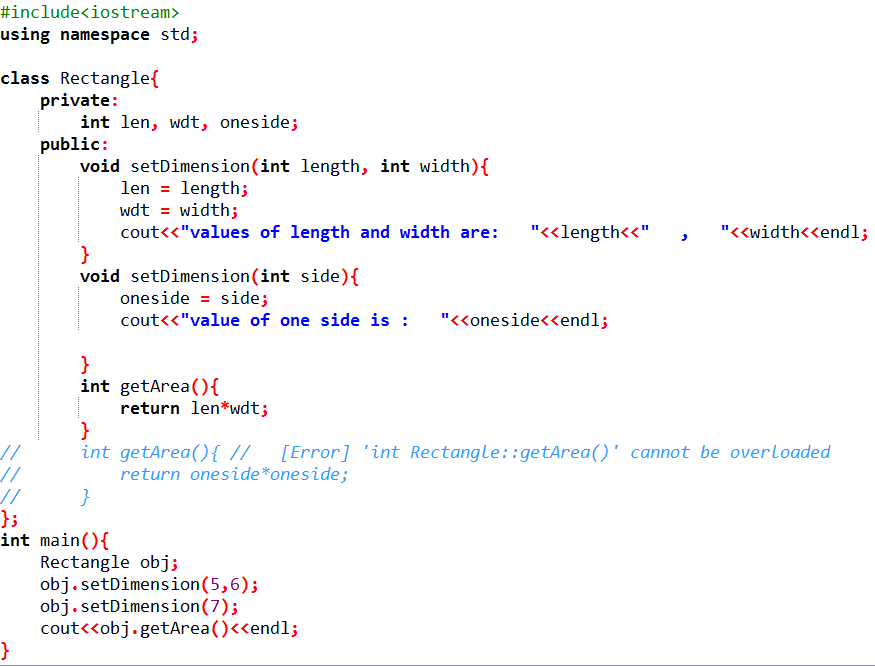 #include<iostream>
using namespace std;

class Rectangle{
    private:
        int len, wdt, oneside;
    public:
        void setDimension(int length, int width){
            len = length;
            wdt = width;
            cout<<"values of length and width are:   "<<length<<"   ,   "<<width<<endl;
        }
        void setDimension(int side){
            oneside = side;
            cout<<"value of one side is :   "<<oneside<<endl;

        }
        int getArea(){
            return len*wdt;
        }
//      int getArea(){ //   [Error] 'int Rectangle::getArea()' cannot be overloaded
//          return oneside*oneside;
//      }
};
int main(){
    Rectangle obj;
    obj.setDimension(5,6);
    obj.setDimension(7);
    cout<<obj.getArea()<<endl;
}